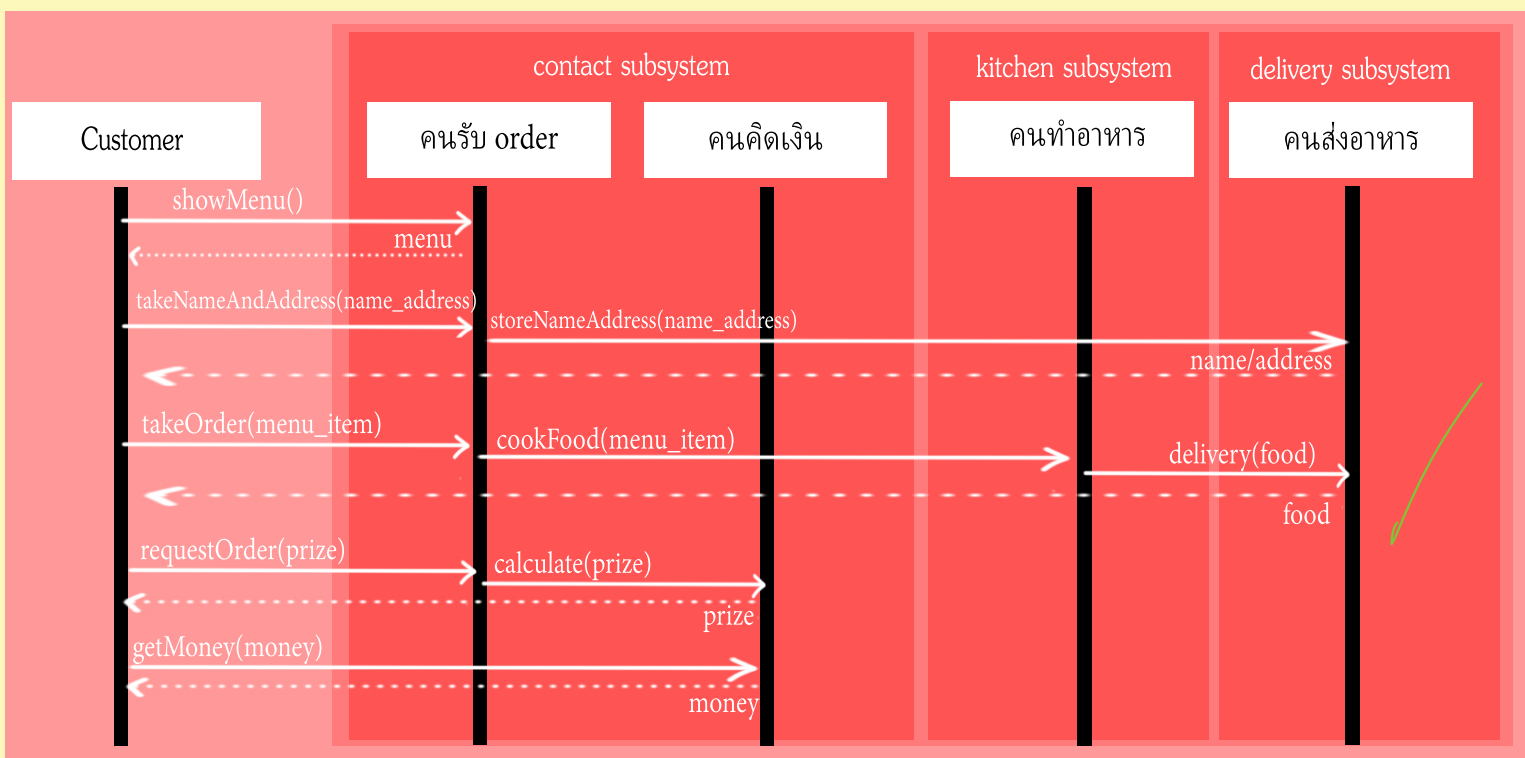 contact subsystem
kitchen subsystem
delivery subsystem
Customer
คนรับ order
คนคิดเงิน
คนทำอาหาร
คนส่งอาหาร
showMenu()
menu
takeNameAndAddress(name_address)
storeNameAddress(name_address)
name/address
takeOrder(menu_item)
cookFood(menu_item)
delivery(food)
food
requestOrder(prize)
calculate(prize)
prize
getMoney(money)
money